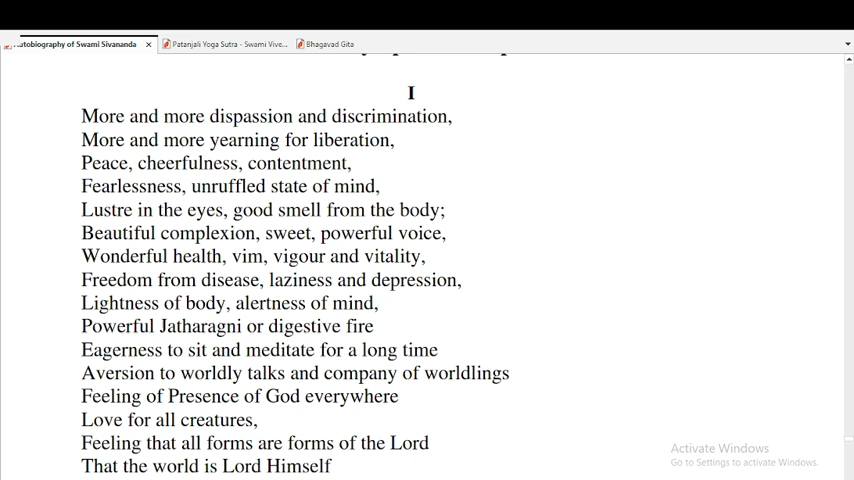 Autobiography of Swami Sivananda
Patanjali Yoga Sutra - Swami Vive...
Bhagavad Gita
I
More and more dispassion and discrimination,
More and more yearning for liberation,
Peace, cheerfulness, contentment,
Fearlessness, unruffled state of mind,
Lustre in the eyes, good smell from the body;
Beautiful complexion, sweet, powerful voice,
Wonderful health, vim, vigour and vitality,
Freedom from disease, laziness and depression,
Lightness of body, alertness of mind,
Powerful Jatharagni or digestive fire
Eagerness to sit and meditate for a long time
Aversion to worldly talks and company of worldlings
Feeling of Presence of God everywhere
Love for all creatures,
Feeling that all forms are forms of the Lord
That the world is Lord Himself
Activate Windows
Go to Settings to activate Windows.